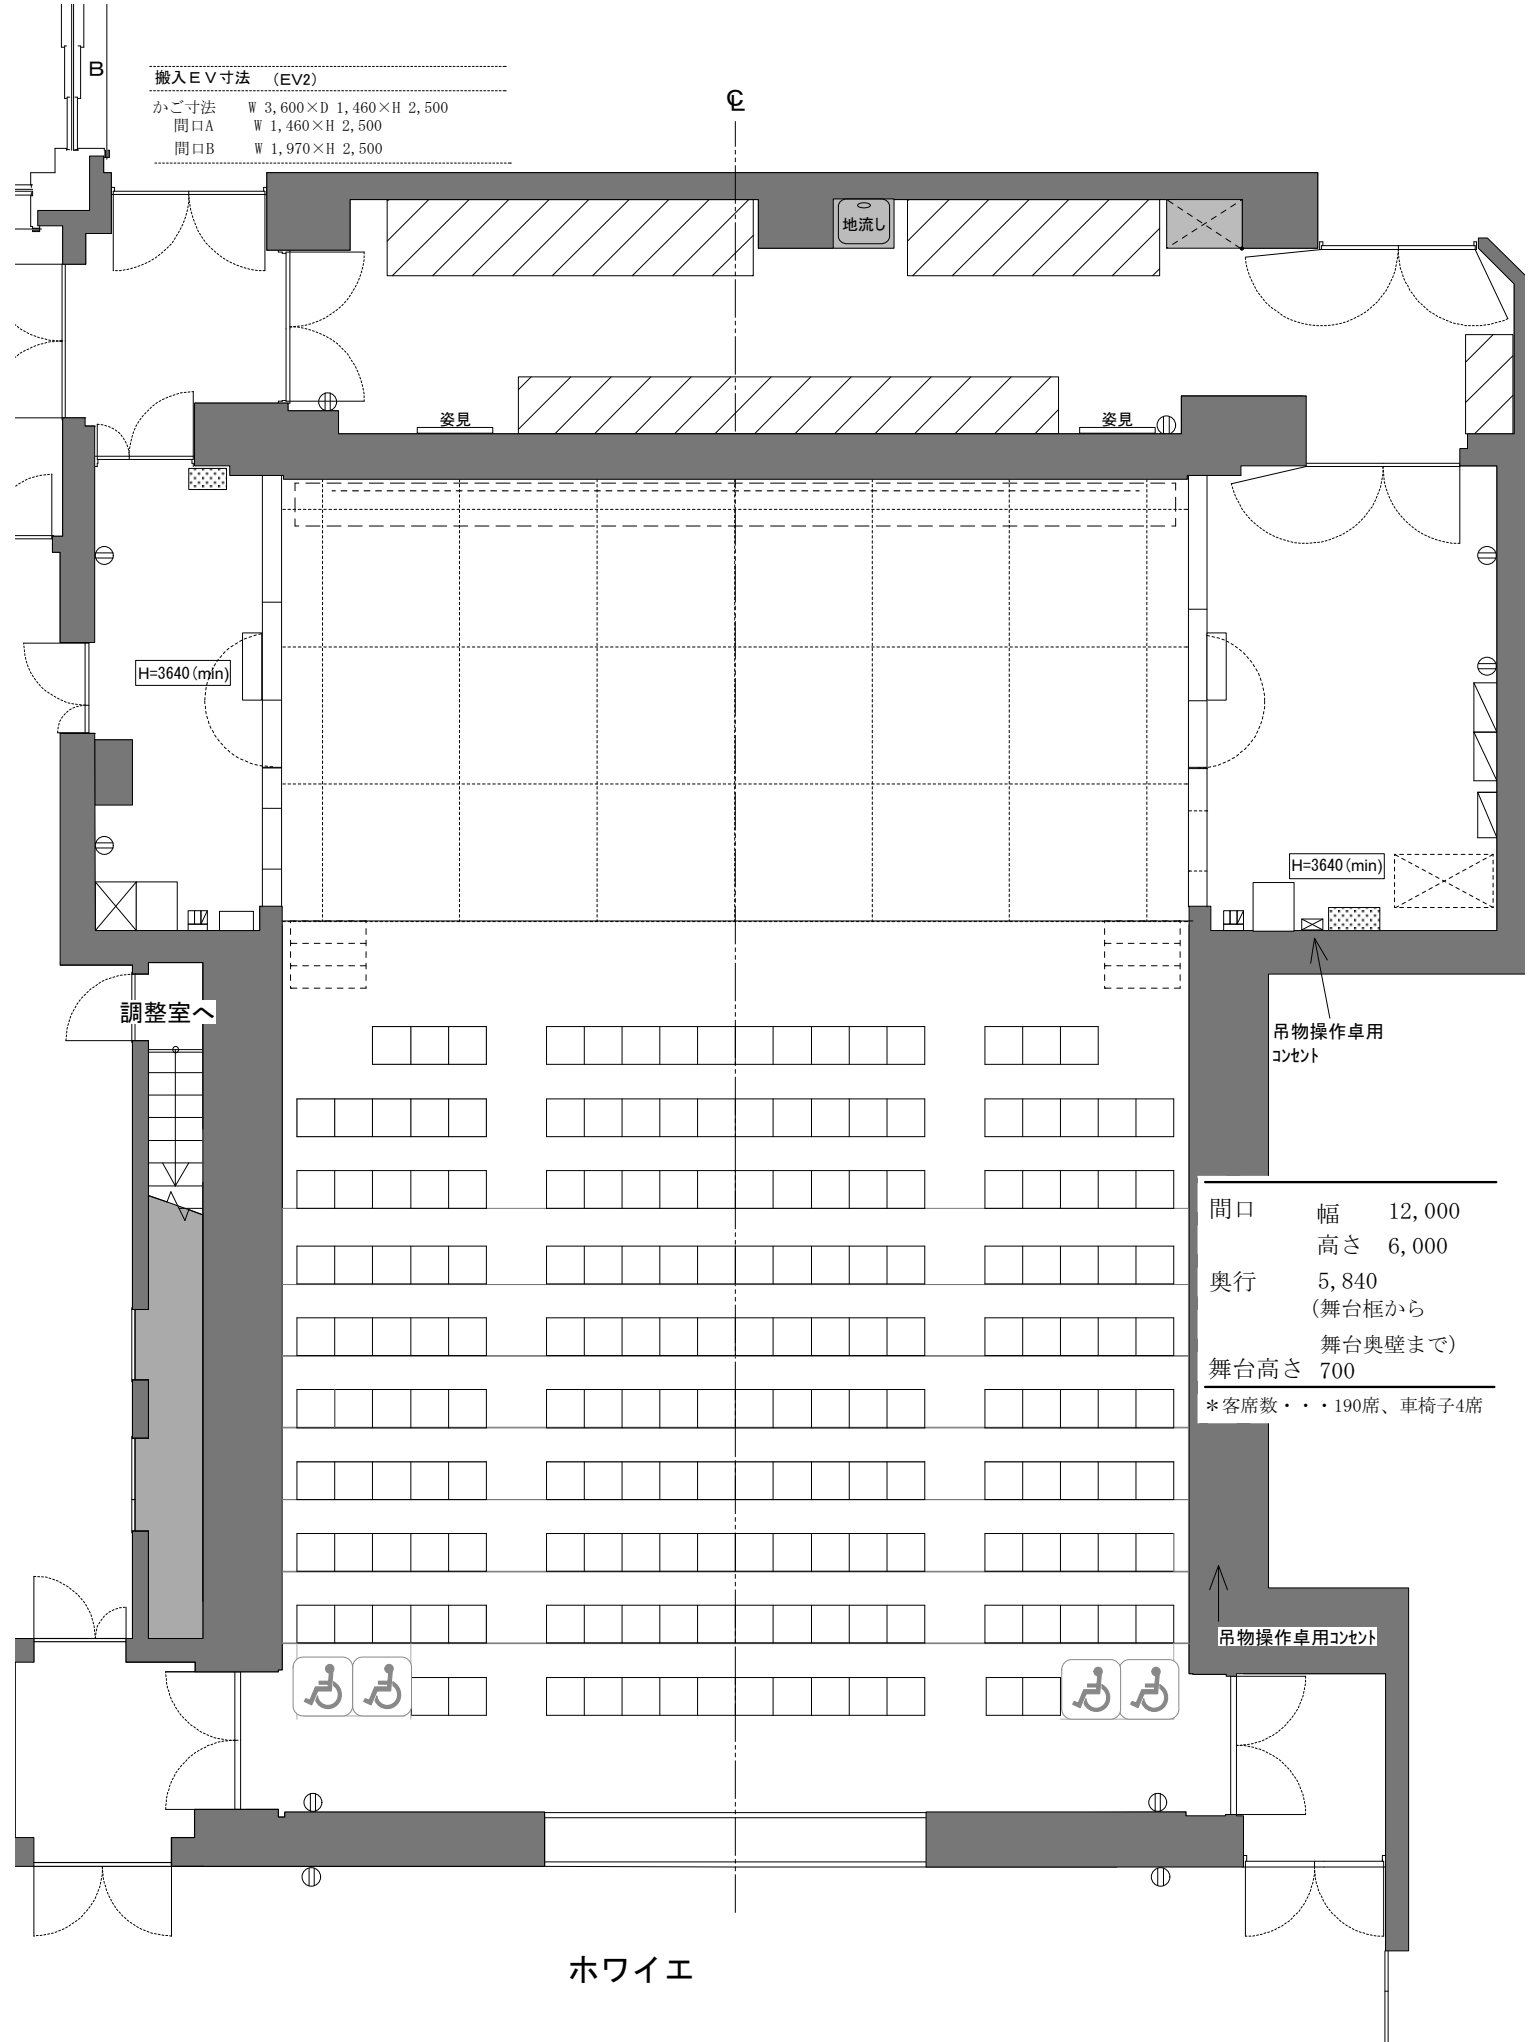 B
搬入EV寸法 (EV2)
かご寸法 W 3,600×D 1,460×H 2,500
間口A W 1,460×H 2,500
間口B W 1,970×H 2,500
℄
地流し
姿見
姿見
H=3640(min)
H=3640(min)
調整室へ
吊物操作卓用
コンセント
間口 幅 12,000
高さ 6,000
奥行 5,840
(舞台框から
舞台奥壁まで)
舞台高さ 700
*客席数・・・190席、車椅子4席
吊物操作卓用コンセント
ホワイエ